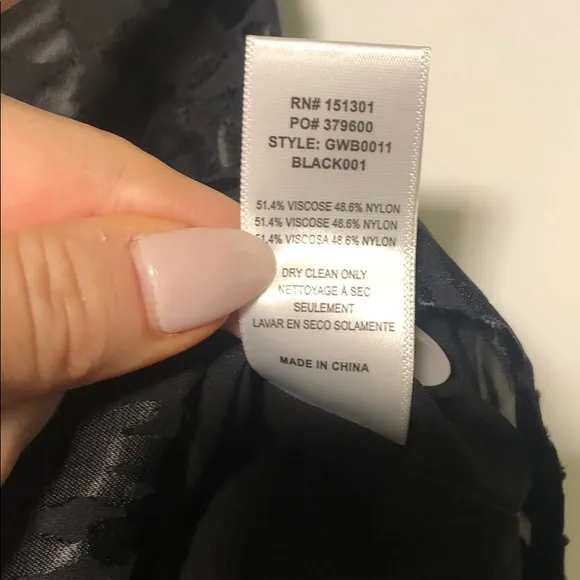 RN# 151301
PO# 379600
STYLE: GWB0011
BLACK001
51.4% VISCOSE 48.6% NYLON
51.4% VISCOSE 48.6% NYLON
51.4% VISCOSA 48.6% NYLON
DRY CLEAN ONLY
NETTOYAGE À SEC
SEULEMENT
LAVAR EN SECO SOLAMENTE
MADE IN CHINA